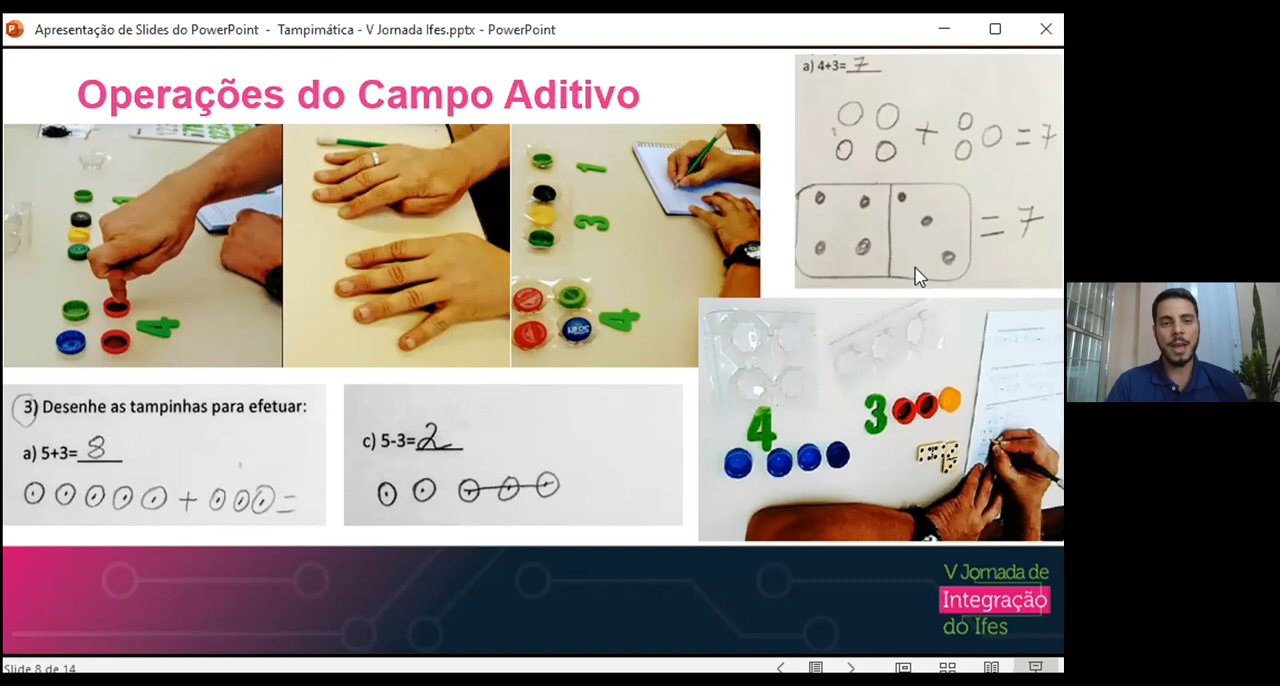 Apresentação de Slides do PowerPoint - Tampimática - V Jornada Ifes.pptx - PowerPoint
Operações do Campo Aditivo
a) 4+3= 7
+ = 7
= 7
1
4
1
3
4
4
3
3) Desenhe as tampinhas para efetuar:
a) 5+3= 8
+ =
c) 5-3= 2
V Jornada de
Integração
do Ifes
Slide 8 de 14